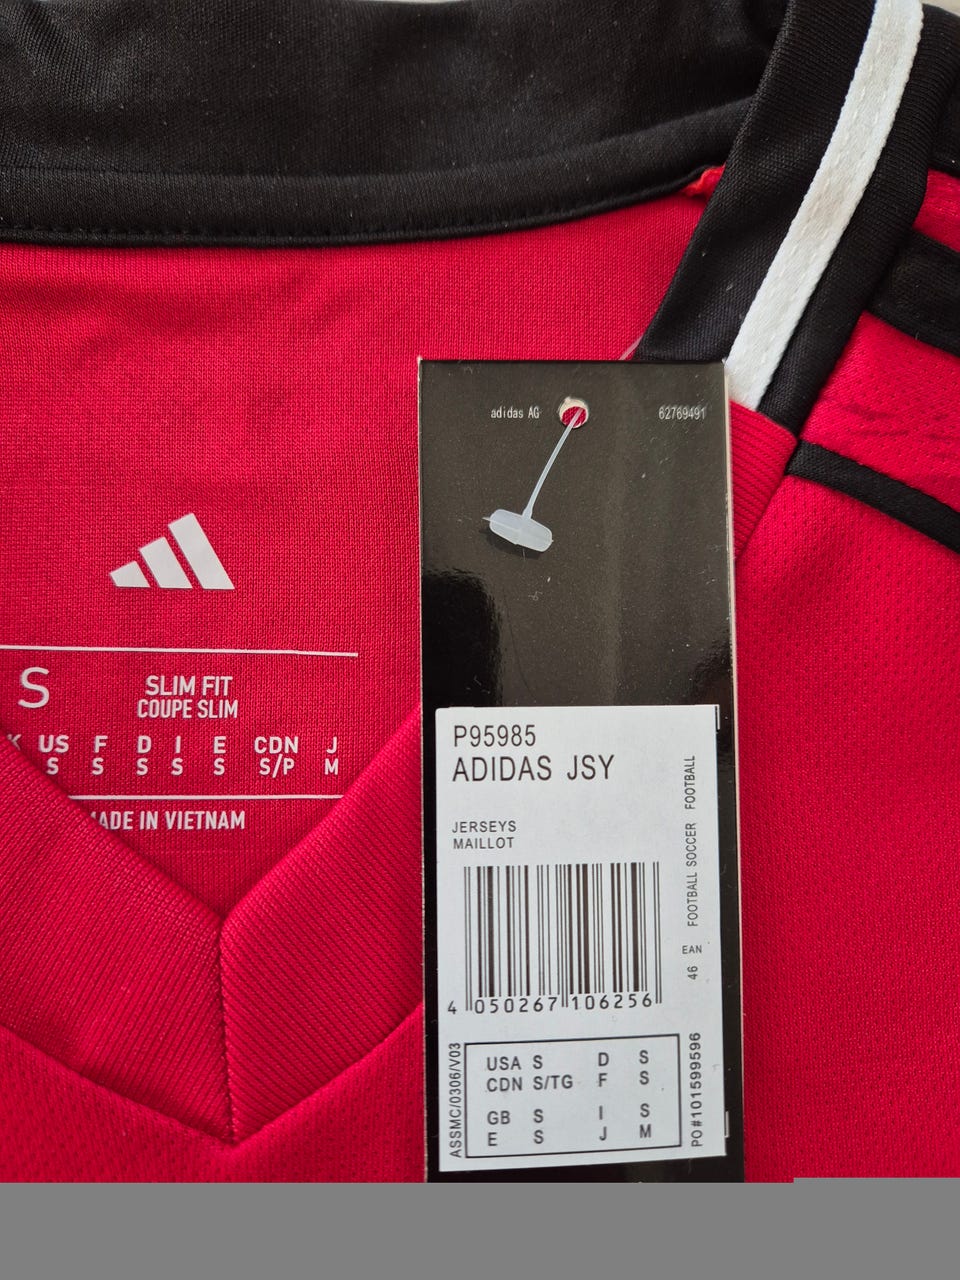 adidas AG
62769491
S
SLIM FIT
COUPE SLIM
US F D I E CDN J
S S S S S S/P M
MADE IN VIETNAM
P95985
ADIDAS JSY
JERSEYS
MAILLOT
4 050267 106256
USA S D S
CDN S/TG F S
GB S I S
E S J M
ASSMC/0306/V03
FOOTBALL SOCCER FOOTBALL
46 EAN
PO#101599596